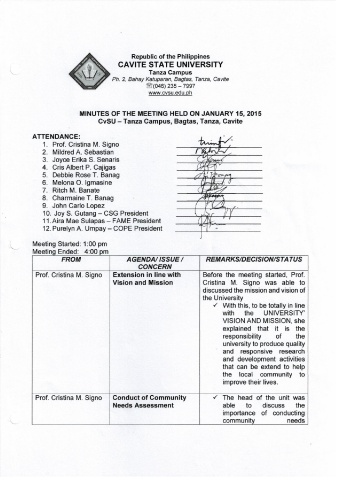 Republic of the Philippines
CAVITE STATE UNIVERSITY
Tanza Campus
Ph. 2, Bahay Katuparan, Bagtas, Tanza, Cavite
☏(046) 235 – 7997
www.cvsu.edu.ph
MINUTES OF THE MEETING HELD ON JANUARY 15, 2015
CvSU – Tanza Campus, Bagtas, Tanza, Cavite
ATTENDANCE:
1. Prof. Cristina M. Signo
2. Mildred A. Sebastian
3. Joyce Erika S. Senaris
4. Cris Albert P. Cajigas
5. Debbie Rose T. Banag
6. Melona O. Igmasine
7. Ritch M. Banate
8. Charmaine T. Banag
9. John Carlo Lopez
10. Joy S. Gutang – CSG President
11. Aira Mae Sulapas – FAME President
12. Purelyn A. Umpay – COPE President
Meeting Started: 1:00 pm
Meeting Ended: 4:00 pm
FROM
AGENDA/ ISSUE /
CONCERN
REMARKS/DECISION/STATUS
Prof. Cristina M. Signo
Extension in line with
Vision and Mission
Before the meeting started, Prof.
Cristina M. Signo was able to
discussed the mission and vision of
the University
✓ With this, to be totally in line
with the UNIVERSITY'
VISION AND MISSION, she
explained that it is the
responsibility of the
university to produce quality
and responsive research
and development activities
that can be extend to help
the local community to
improve their lives.
Prof. Cristina M. Signo
Conduct of Community
Needs Assessment
✓ The head of the unit was
able to discuss the
importance of conducting
community needs